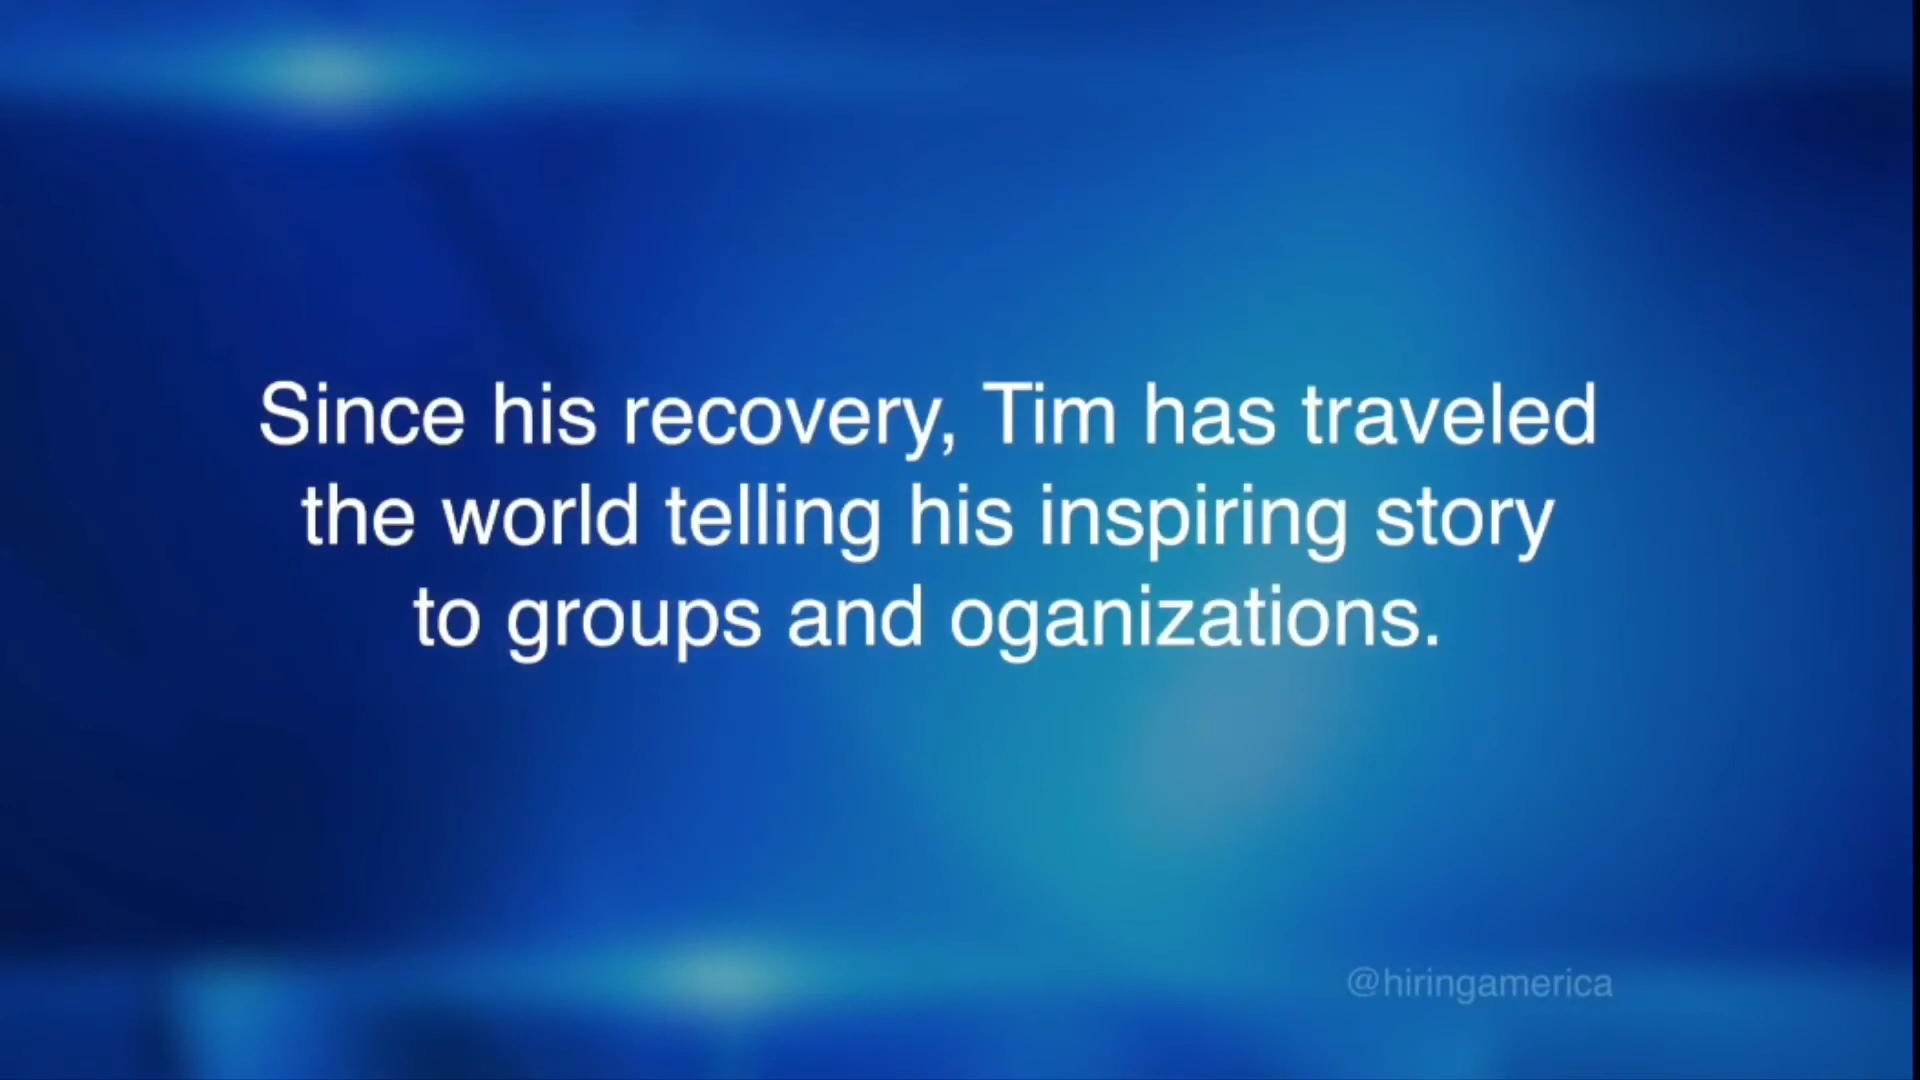 Since his recovery, Tim has traveled
the world telling his inspiring story
to groups and oganizations.
@hiringamerica